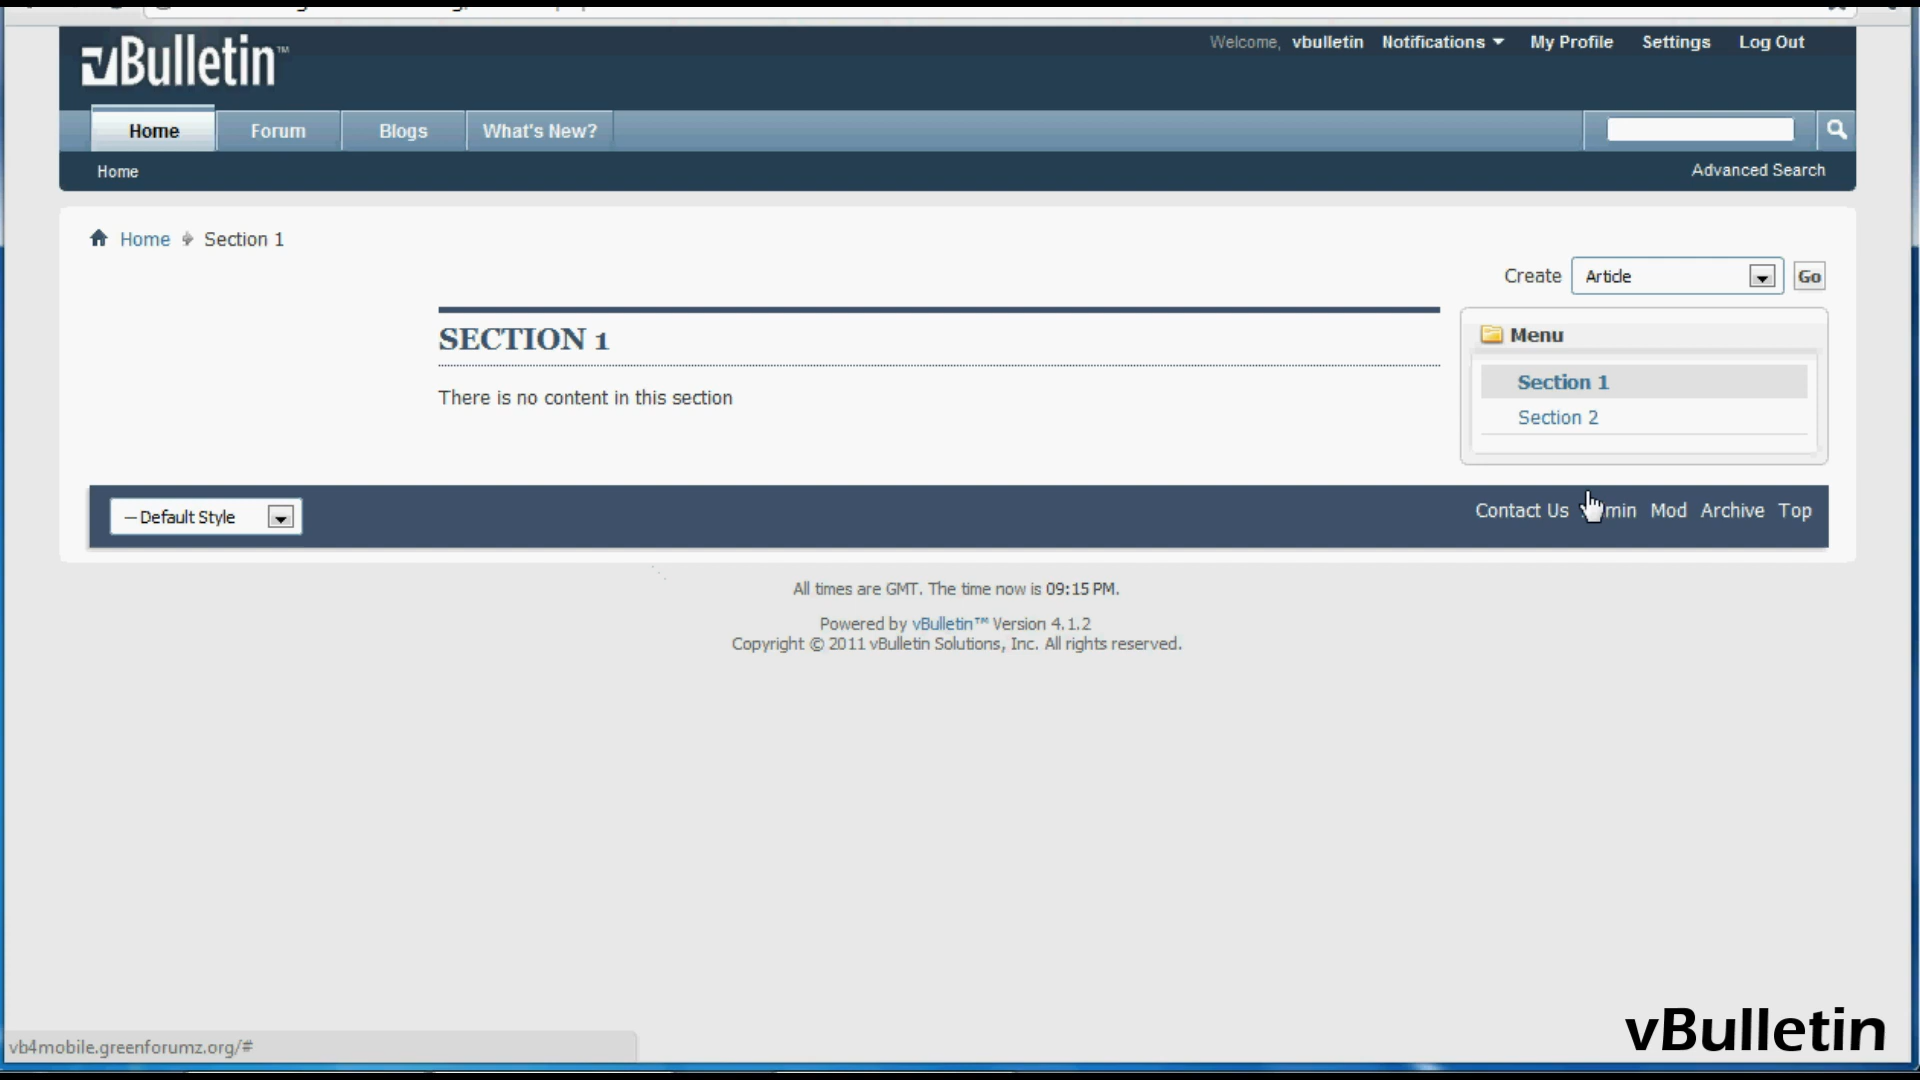 vBulletin™
Welcome, vbulletin Notifications My Profile Settings Log Out
Home Forum Blogs What's New?
Home Advanced Search
Home Section 1
Create Article Go
SECTION 1
There is no content in this section
Menu
Section 1
Section 2
— Default Style
Contact Us min Mod Archive Top
All times are GMT. The time now is 09:15 PM.
Powered by vBulletin™ Version 4.1.2
Copyright © 2011 vBulletin Solutions, Inc. All rights reserved.
vb4mobile.greenforumz.org/#
vBulletin